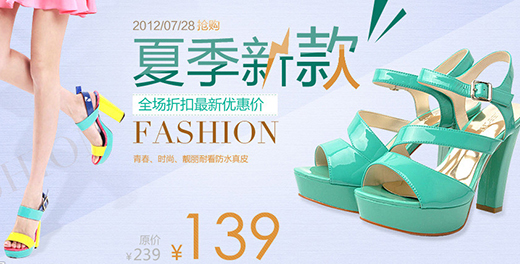 2012/07/28 抢购
夏季新款
全场折扣最新优惠价
FASHION
青春、时尚、靓丽耐看防水真皮
原价
¥239
¥139